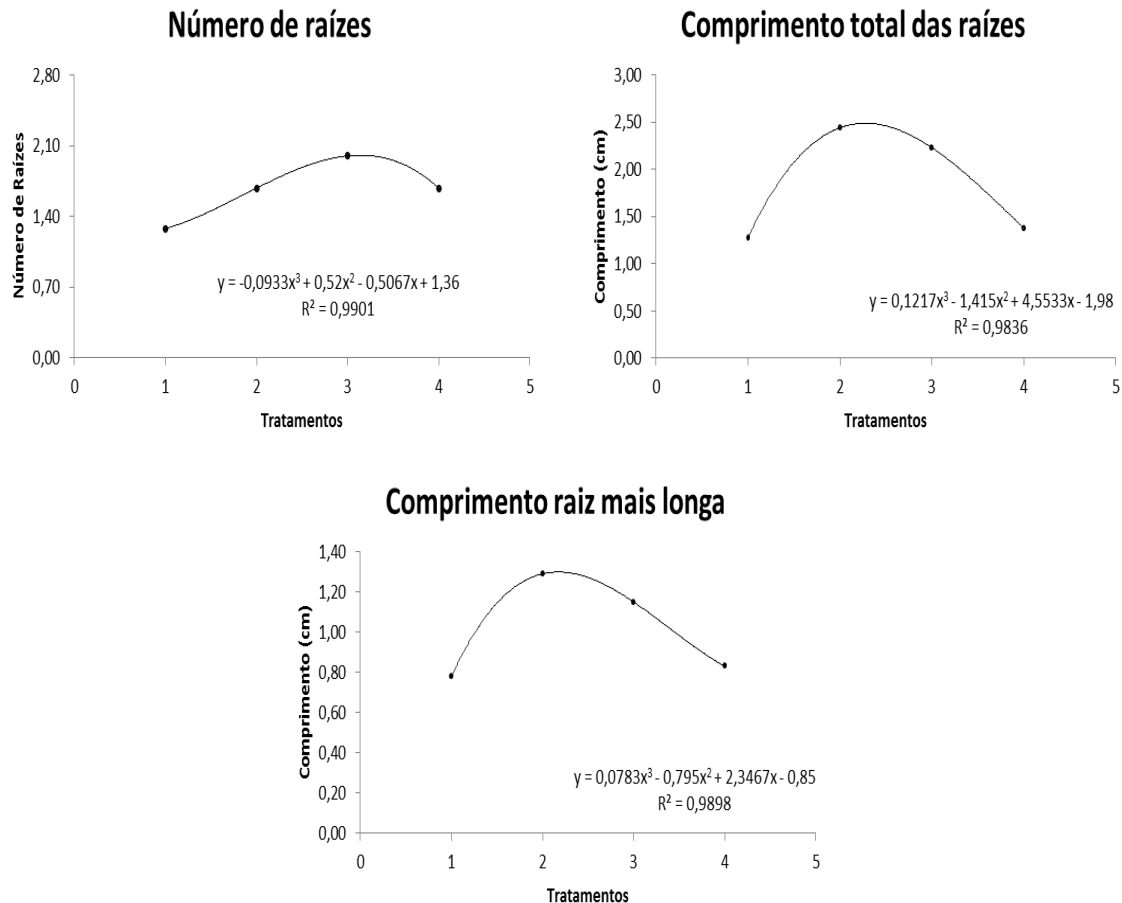 Número de raízes
2,80
2,10
1,40
0,70
0,00
Número de Raízes
y = -0,0933x³ + 0,52x² - 0,5067x + 1,36
R² = 0,9901
0 1 2 3 4 5
Tratamentos
Comprimento total das raízes
3,00
2,50
2,00
1,50
1,00
0,50
0,00
Comprimento (cm)
y = 0,1217x³ - 1,415x² + 4,5533x - 1,98
R² = 0,9836
0 1 2 3 4 5
Tratamentos
Comprimento raiz mais longa
1,40
1,20
1,00
0,80
0,60
0,40
0,20
0,00
Comprimento (cm)
y = 0,0783x³ - 0,795x² + 2,3467x - 0,85
R² = 0,9898
0 1 2 3 4 5
Tratamentos